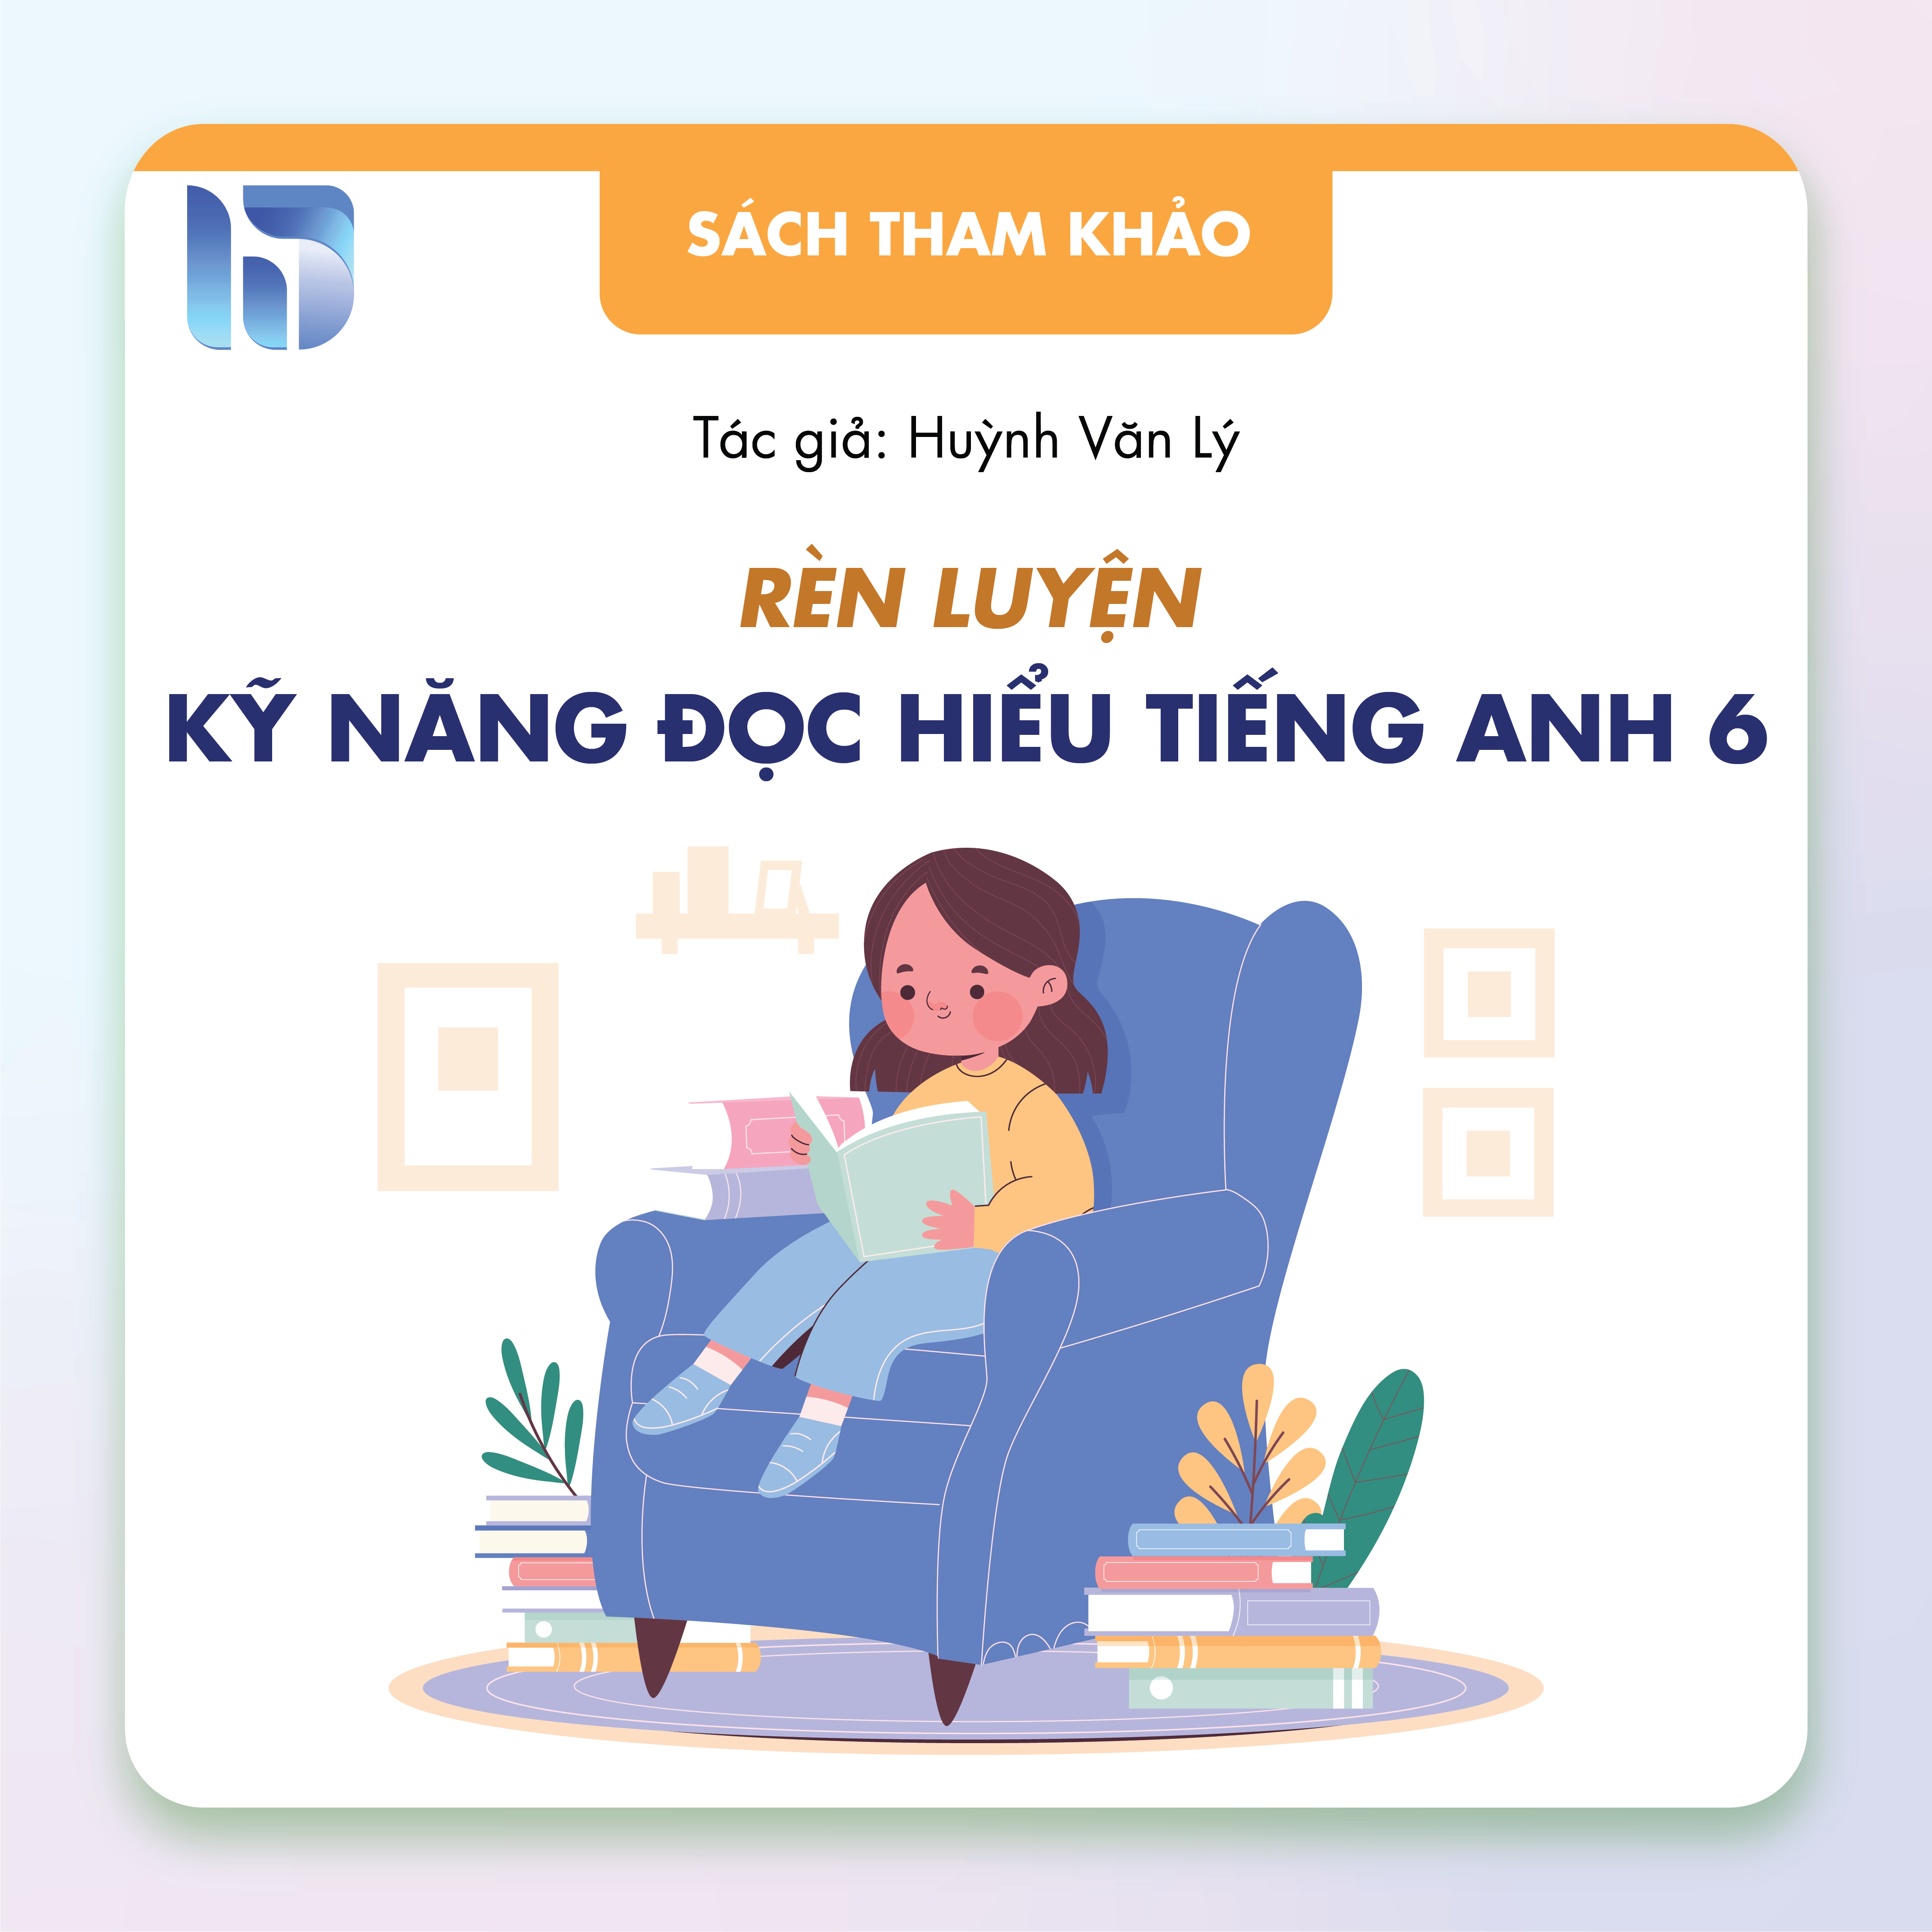 SÁCH THAM KHẢO
Tác giả: Huỳnh Văn Lý
RÈN LUYỆN
KỸ NĂNG ĐỌC HIỂU TIẾNG ANH 6